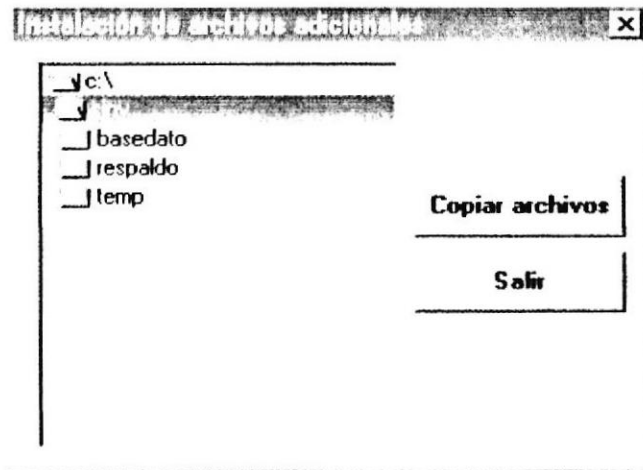 Instalación de archivos adicionales
c:\
basedato
respaldo
temp
Copiar archivos
Salir